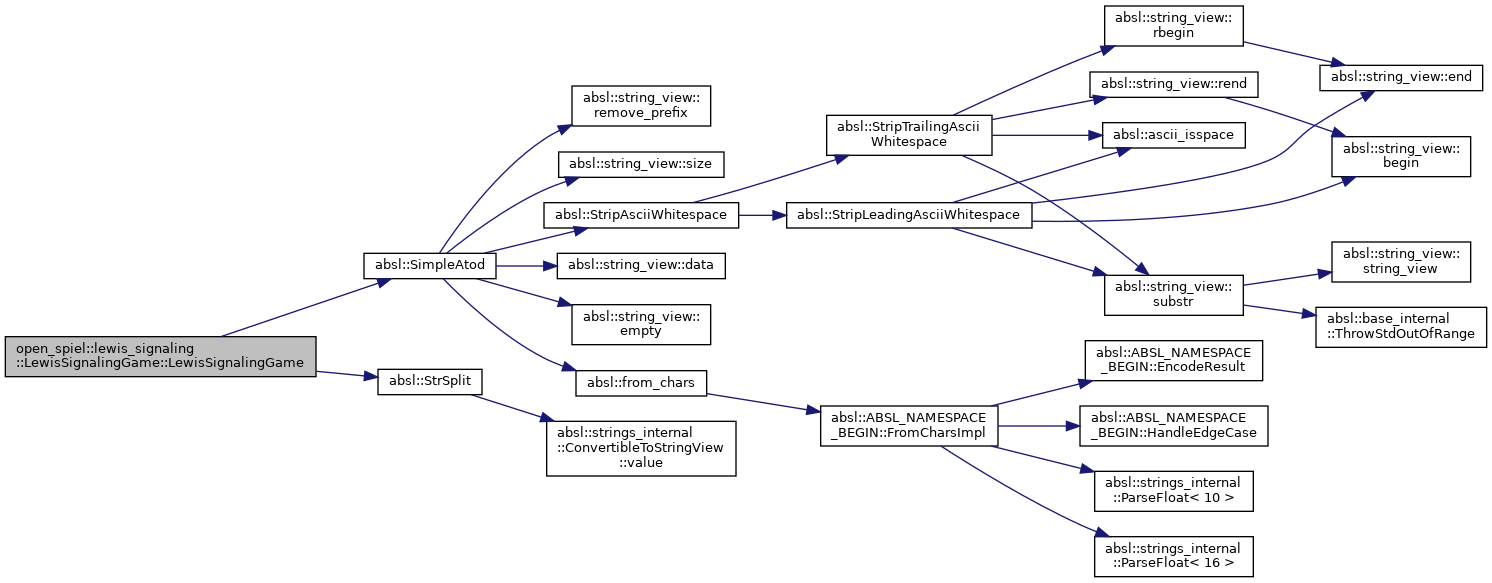 open_spiel::lewis_signaling
::LewisSignalingGame::LewisSignalingGame
absl::SimpleAtod
absl::StrSplit
absl::string_view::
remove_prefix
absl::string_view::size
absl::StripAsciiWhitespace
absl::string_view::data
absl::string_view::
empty
absl::from_chars
absl::strings_internal
::ConvertibleToStringView
::value
absl::StripTrailingAscii
Whitespace
absl::StripLeadingAsciiWhitespace
absl::ABSL_NAMESPACE
_BEGIN::FromCharsImpl
absl::string_view::
rbegin
absl::string_view::rend
absl::ascii_isspace
absl::string_view::
substr
absl::ABSL_NAMESPACE
_BEGIN::EncodeResult
absl::ABSL_NAMESPACE
_BEGIN::HandleEdgeCase
absl::strings_internal
::ParseFloat< 10 >
absl::strings_internal
::ParseFloat< 16 >
absl::string_view::end
absl::string_view::
begin
absl::string_view::
string_view
absl::base_internal
::ThrowStdOutOfRange